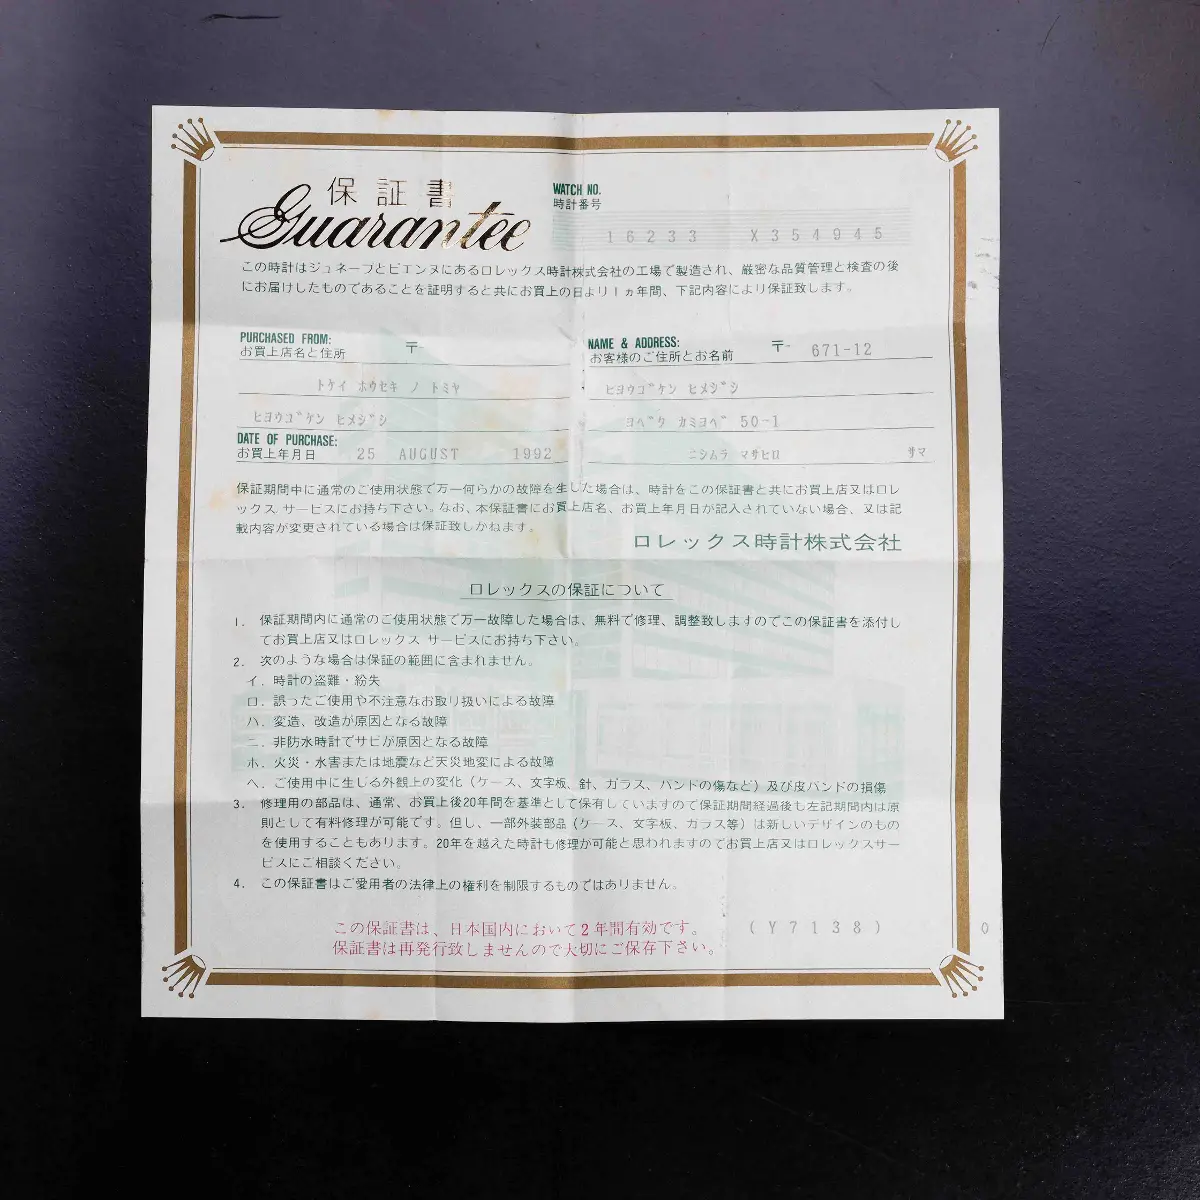 保証書
Guarantee
WATCH NO.
時計番号
16233 X354945
この時計はジュネーブとビエンヌにあるロレックス時計株式会社の工場で製造され、厳密な品質管理と検査の後
にお届けしたものであることを証明すると共にお買上の日より1ヵ年間、下記内容により保証致します。
PURCHASED FROM:
お買上店名と住所 〒-
トケイ ホウセキ ノ トミヤ
ヒヨウゴケン ヒメジシ
DATE OF PURCHASE:
お買上年月日 25 AUGUST 1992
NAME & ADDRESS:
お客様のご住所とお名前 〒- 671-12
ヒヨウゴケン ヒメジシ
ヨベク カミヨベ 50-1
ニシムラ マサヒロ サマ
保証期間中に通常のご使用状態で万一何らかの故障を生じた場合は、時計をこの保証書と共にお買上店又はロレ
ックス サービスにお持ち下さい。なお、本保証書にお買上店名、お買上年月日が記入されていない場合、又は記
載内容が変更されている場合は保証致しかねます。
ロレックス時計株式会社
ロレックスの保証について
1. 保証期間内に通常のご使用状態で万一故障した場合は、無料で修理、調整致しますのでこの保証書を添付し
てお買上店又はロレックス サービスにお持ち下さい。
2. 次のような場合は保証の範囲に含まれません。
イ. 時計の盗難・紛失
ロ. 誤ったご使用や不注意なお取り扱いによる故障
ハ. 変造、改造が原因となる故障
ニ. 非防水時計でサビが原因となる故障
ホ. 火災・水害または地震など天災地変による故障
ヘ. ご使用中に生じる外観上の変化（ケース、文字板、針、ガラス、バンドの傷など）及び皮バンドの損傷
3. 修理用の部品は、通常、お買上後20年間を基準として保有していますので保証期間経過後も左記期間内は原
則として有料修理が可能です。但し、一部外装部品（ケース、文字板、ガラス等）は新しいデザインのもの
を使用することもあります。20年を越えた時計も修理が可能と思われますのでお買上店又はロレックスサー
ビスにご相談ください。
4. この保証書はご愛用者の法律上の権利を制限するものではありません。
この保証書は、日本国内において2年間有効です。
保証書は再発行致しませんので大切にご保存下さい。
(Y7138) 0